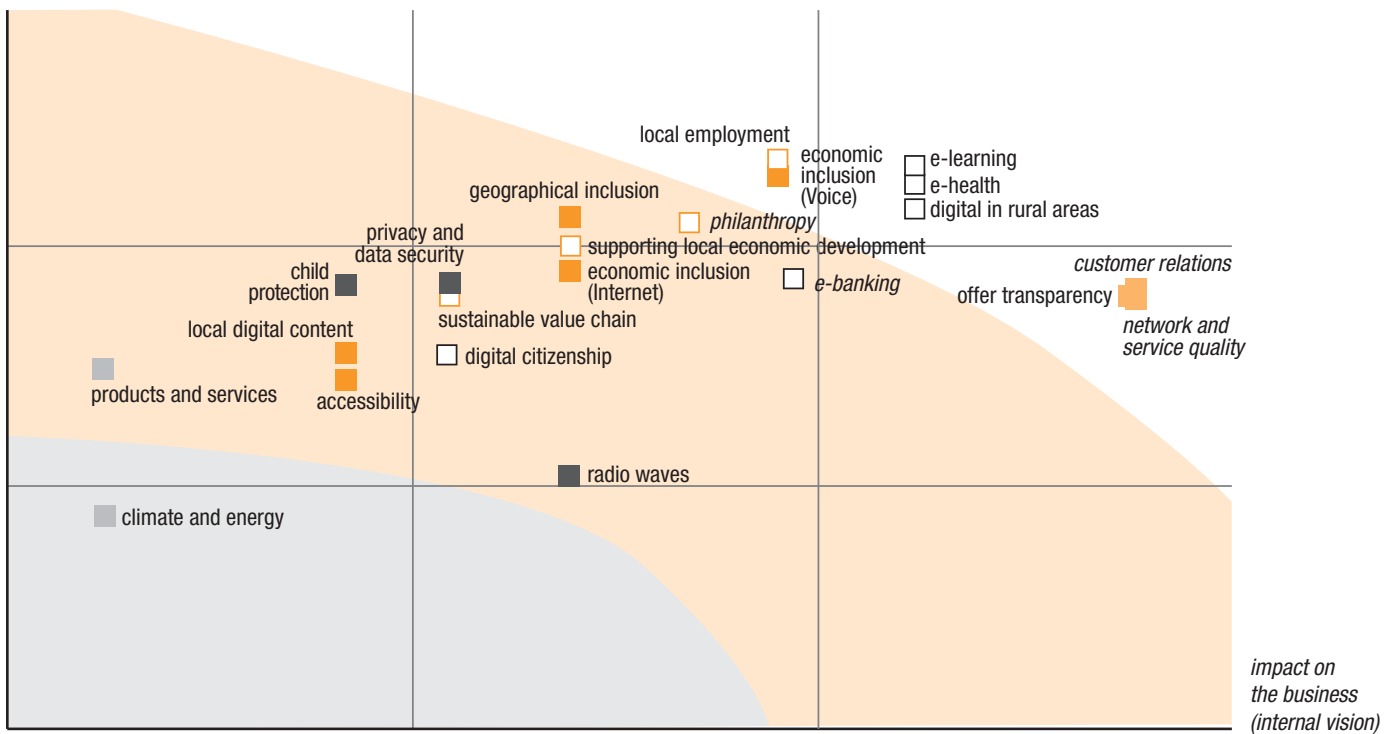 local employment
economic
inclusion
(Voice)
e-learning
e-health
digital in rural areas
geographical inclusion
philanthropy
privacy and
data security
supporting local economic development
child
protection
economic inclusion
(Internet)
e-banking
customer relations
offer transparency
network and
service quality
sustainable value chain
local digital content
digital citizenship
products and services
accessibility
radio waves
climate and energy
impact on
the business
(internal vision)